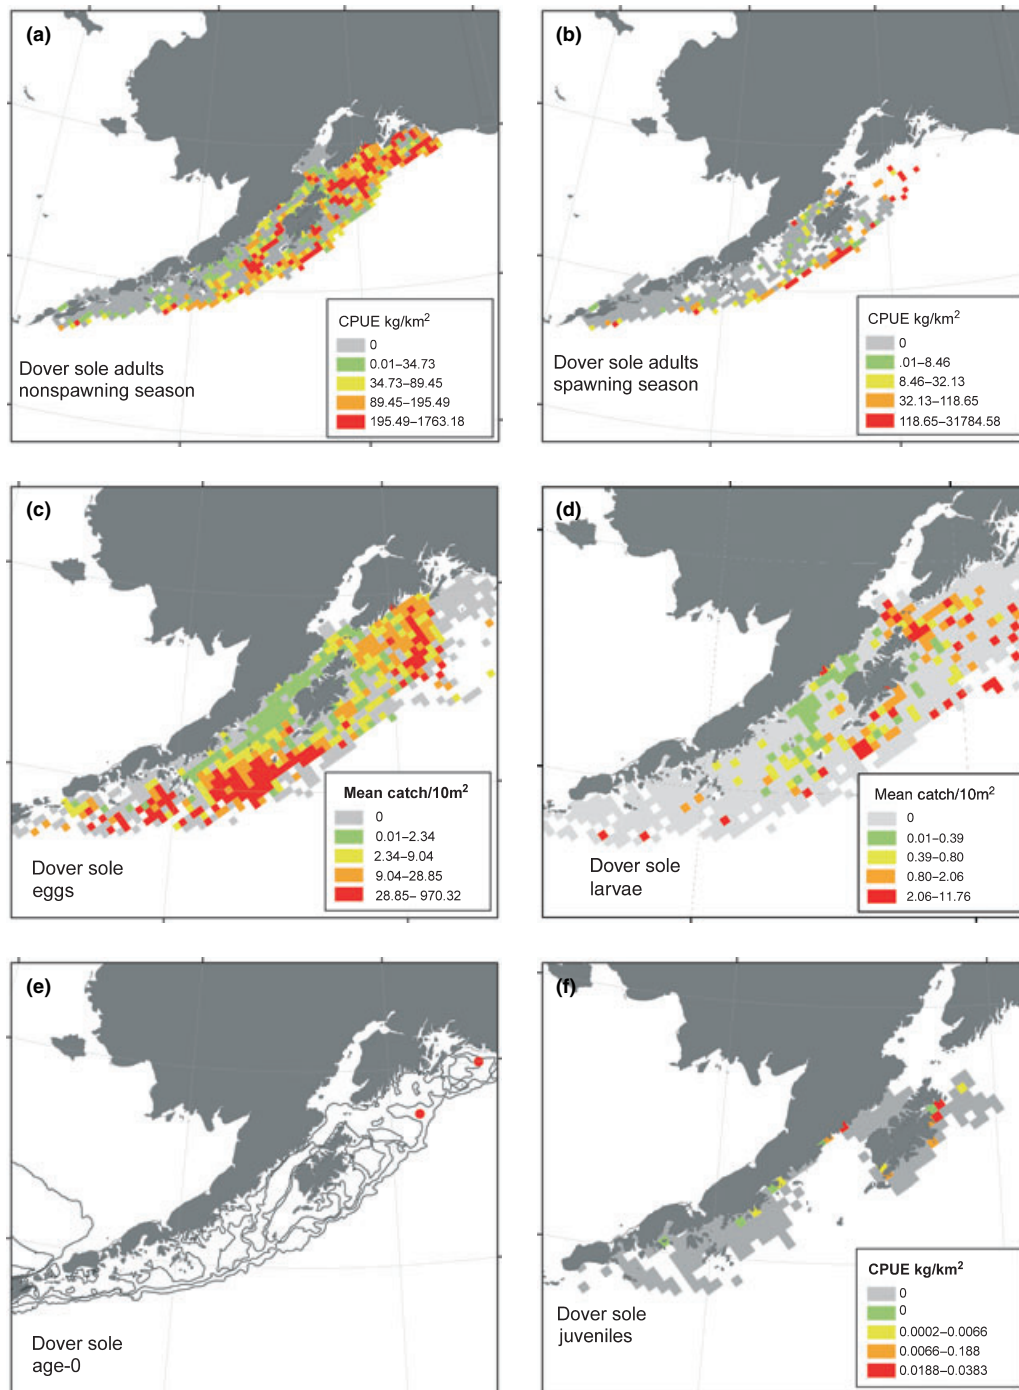 (a)
CPUE kg/km²
0
0.01–34.73
34.73–89.45
89.45–195.49
195.49–1763.18
Dover sole adults
nonspawning season
(b)
CPUE kg/km²
0
.01–8.46
8.46–32.13
32.13–118.65
118.65–31784.58
Dover sole adults
spawning season
(c)
Mean catch/10m²
0
0.01–2.34
2.34–9.04
9.04–28.85
28.85– 970.32
Dover sole
eggs
(d)
Mean catch/10m²
0
0.01–0.39
0.39–0.80
0.80–2.06
2.06–11.76
Dover sole
larvae
(e)
Dover sole
age-0
(f)
CPUE kg/km²
0
0
0.0002–0.0066
0.0066–0.188
0.0188–0.0383
Dover sole
juveniles